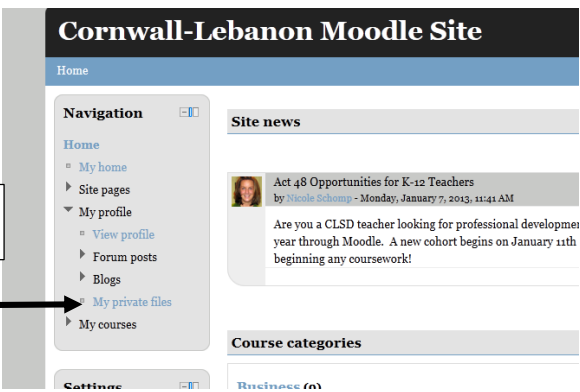 Cornwall-Lebanon Moodle Site
Home
Navigation
Home
My home
Site pages
My profile
View profile
Forum posts
Blogs
My private files
My courses
Settings
Site news
Act 48 Opportunities for K-12 Teachers
by Nicole Schomp - Monday, January 7, 2013, 11:41 AM
Are you a CLSD teacher looking for professional developmen
year through Moodle. A new cohort begins on January 11th
beginning any coursework!
Course categories
Business (9)